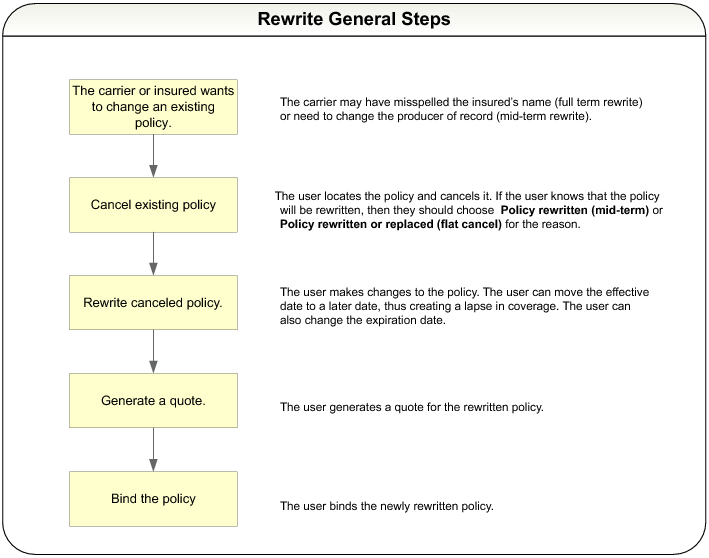 Rewrite General Steps
The carrier or insured wants
to change an existing
policy.
The carrier may have misspelled the insured's name (full term rewrite)
or need to change the producer of record (mid-term rewrite).
Cancel existing policy
The user locates the policy and cancels it. If the user knows that the policy
will be rewritten, then they should choose Policy rewritten (mid-term) or
Policy rewritten or replaced (flat cancel) for the reason.
Rewrite canceled policy.
The user makes changes to the policy. The user can move the effective
date to a later date, thus creating a lapse in coverage. The user can
also change the expiration date.
Generate a quote.
The user generates a quote for the rewritten policy.
Bind the policy
The user binds the newly rewritten policy.